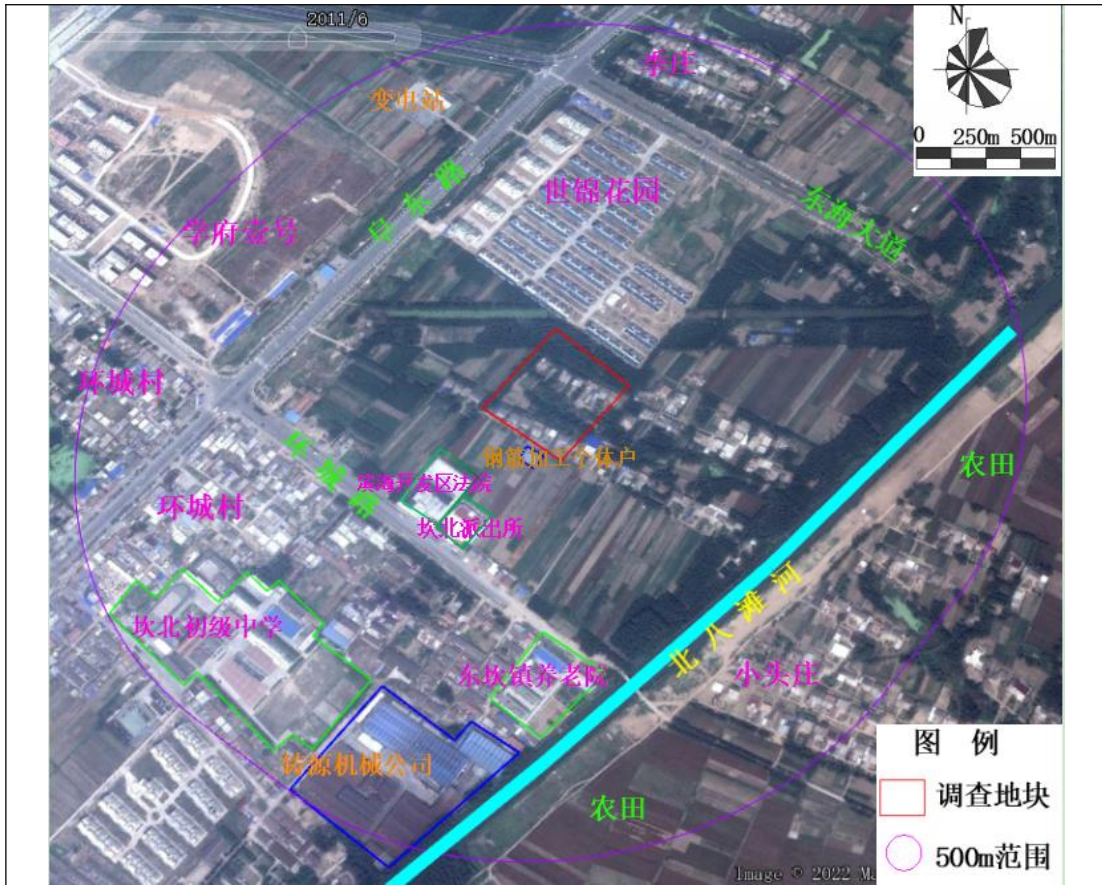 2011/6
N
0 250m 500m
季庄
变电站
世锦花园
启东路
东海大道
学府壹号
环城村
环城路
钢筋加工个体户
农田
滨海开发区法院
环城村
坎北派出所
北八滩河
坎北初级中学
东坎镇养老院
小头庄
源机械公司
农田
图 例
调查地块
500m范围
Image © 2022 Ma